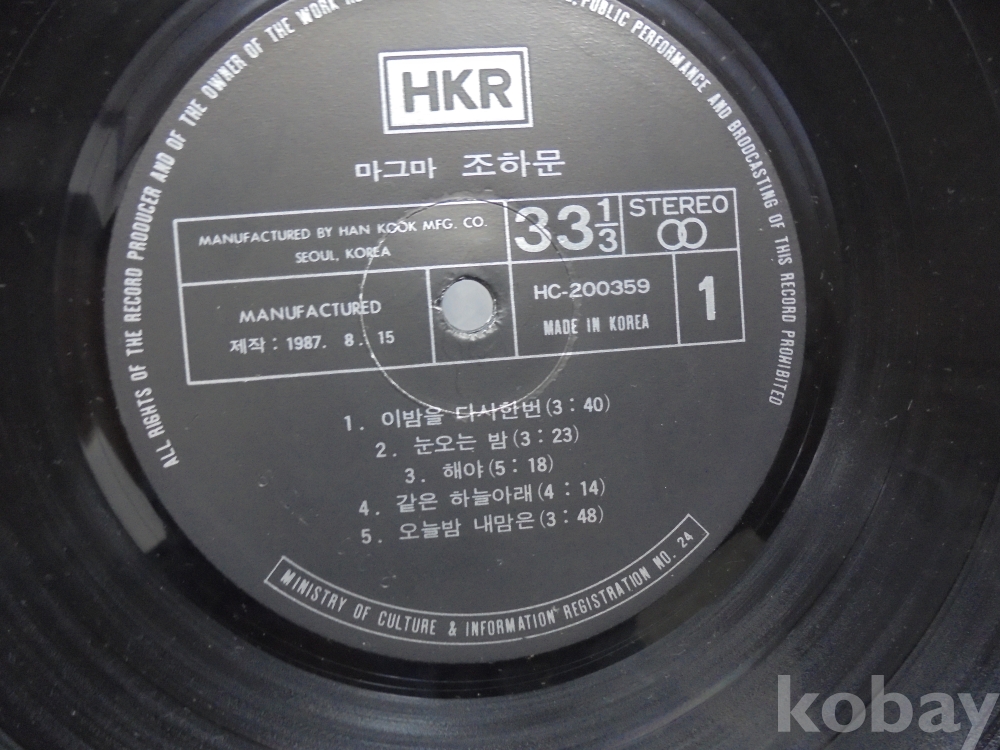 ALL RIGHTS OF THE RECORD PRODUCER AND OF THE OWNER OF THE WORK
PUBLIC PERFORMANCE AND BRODCASTING OF THIS RECORD PROHIBITED
HKR
마그마 조하문
MANUFACTURED BY HAN KOOK MFG. CO.
SEOUL, KOREA
33 1/3
STEREO
MANUFACTURED
제작 : 1987. 8. 15
HC-200359
MADE IN KOREA
1
1. 이밤을 다시한번(3 : 40)
2. 눈오는 밤(3 : 23)
3. 해야(5 : 18)
4. 같은 하늘아래(4 : 14)
5. 오늘밤 내맘은(3 : 48)
MINISTRY OF CULTURE & INFORMATION REGISTRATION NO. 24
kobay